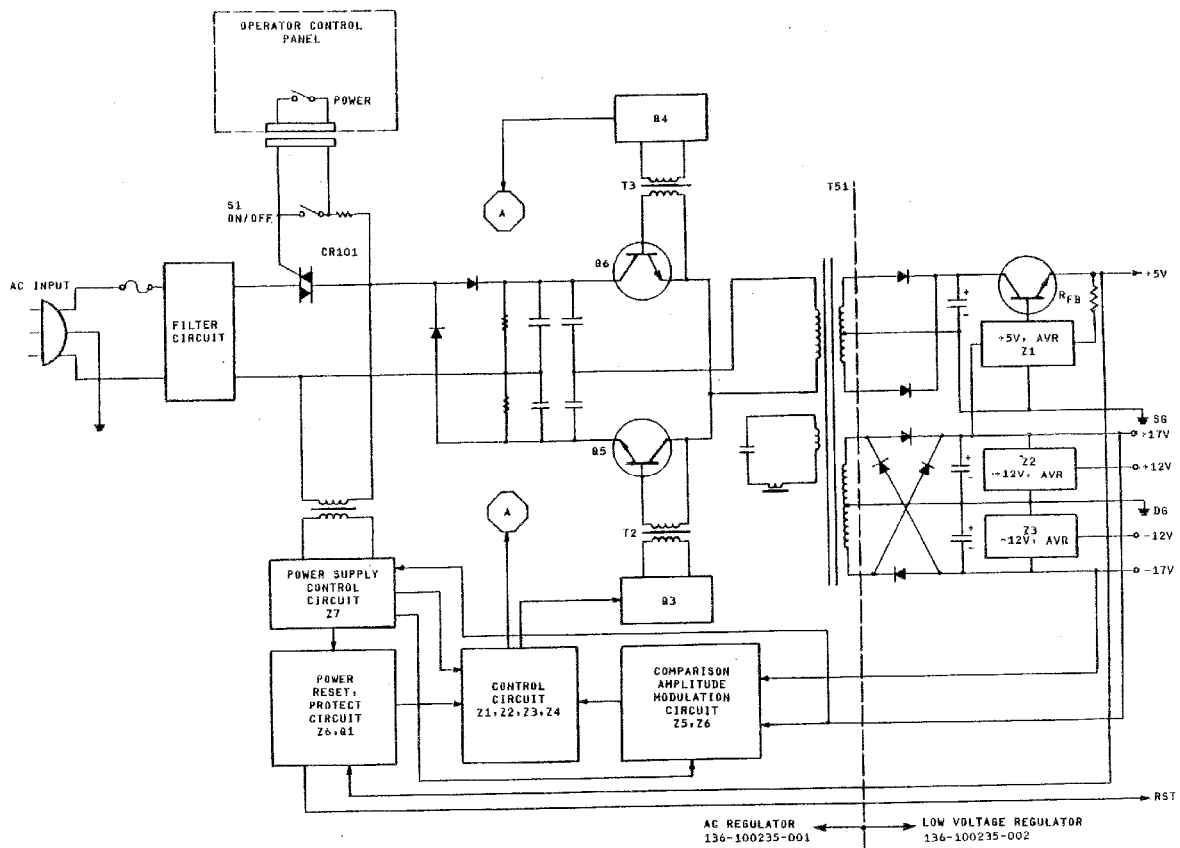 OPERATOR CONTROL
PANEL
POWER
S1
ON/OFF
CR101
AC INPUT
FILTER
CIRCUIT
Q4
A
T3
Q6
T51
+5V
RFB
+5V, AVR
Z1
SG
+17V
Z2
+12V, AVR
+12V
DG
Z3
-12V, AVR
-12V
-17V
Q5
A
T2
Q3
POWER SUPPLY
CONTROL
CIRCUIT
Z7
POWER
RESET,
PROTECT
CIRCUIT
Z6,Q1
CONTROL
CIRCUIT
Z1,Z2,Z3,Z4
COMPARISON
AMPLITUDE
MODULATION
CIRCUIT
Z5,Z6
RST
AC REGULATOR
136-100235-001
LOW VOLTAGE REGULATOR
136-100235-002